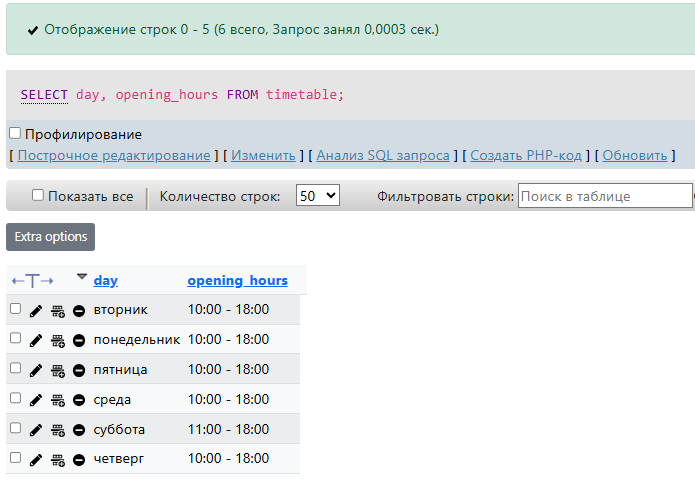 Отображение строк 0 - 5 (6 всего, Запрос занял 0,0003 сек.)
SELECT day, opening_hours FROM timetable;
Профилирование
[ Построчное редактирование ] [ Изменить ] [ Анализ SQL запроса ] [ Создать PHP-код ] [ Обновить ]
Показать все Количество строк: 50 Фильтровать строки: Поиск в таблице
Extra options
←T→ day opening_hours
вторник 10:00 - 18:00
понедельник 10:00 - 18:00
пятница 10:00 - 18:00
среда 10:00 - 18:00
суббота 11:00 - 18:00
четверг 10:00 - 18:00